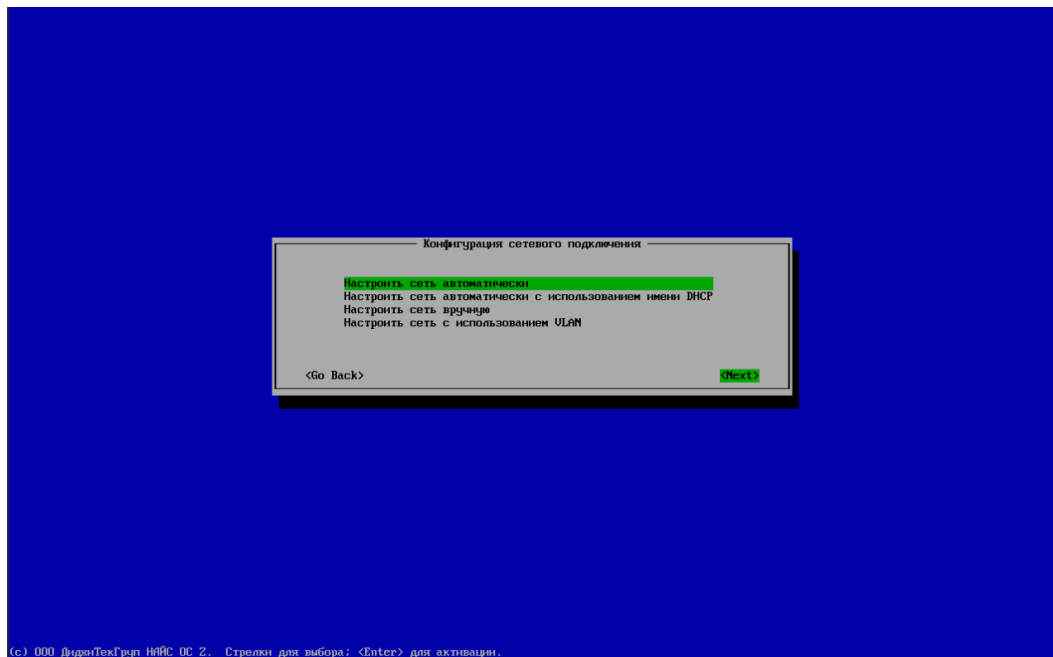 Конфигурация сетевого подключения
Настроить сеть автоматически
Настроить сеть автоматически с использованием имени DHCP
Настроить сеть вручную
Настроить сеть с использованием VLAN
<Go Back> <Next>
(c) ООО ДиджиТекГруп НАЙС ОС 2. Стрелки для выбора; <Enter> для активации.